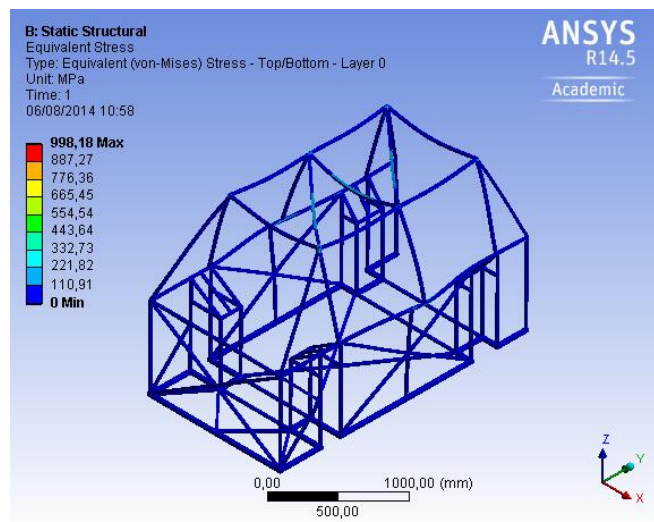 B: Static Structural
Equivalent Stress
Type: Equivalent (von-Mises) Stress - Top/Bottom - Layer 0
Unit: MPa
Time: 1
06/08/2014 10:58
ANSYS
R14.5
Academic
998,18 Max
887,27
776,36
665,45
554,54
443,64
332,73
221,82
110,91
0 Min
0,00 1000,00 (mm)
500,00
Z
Y
X